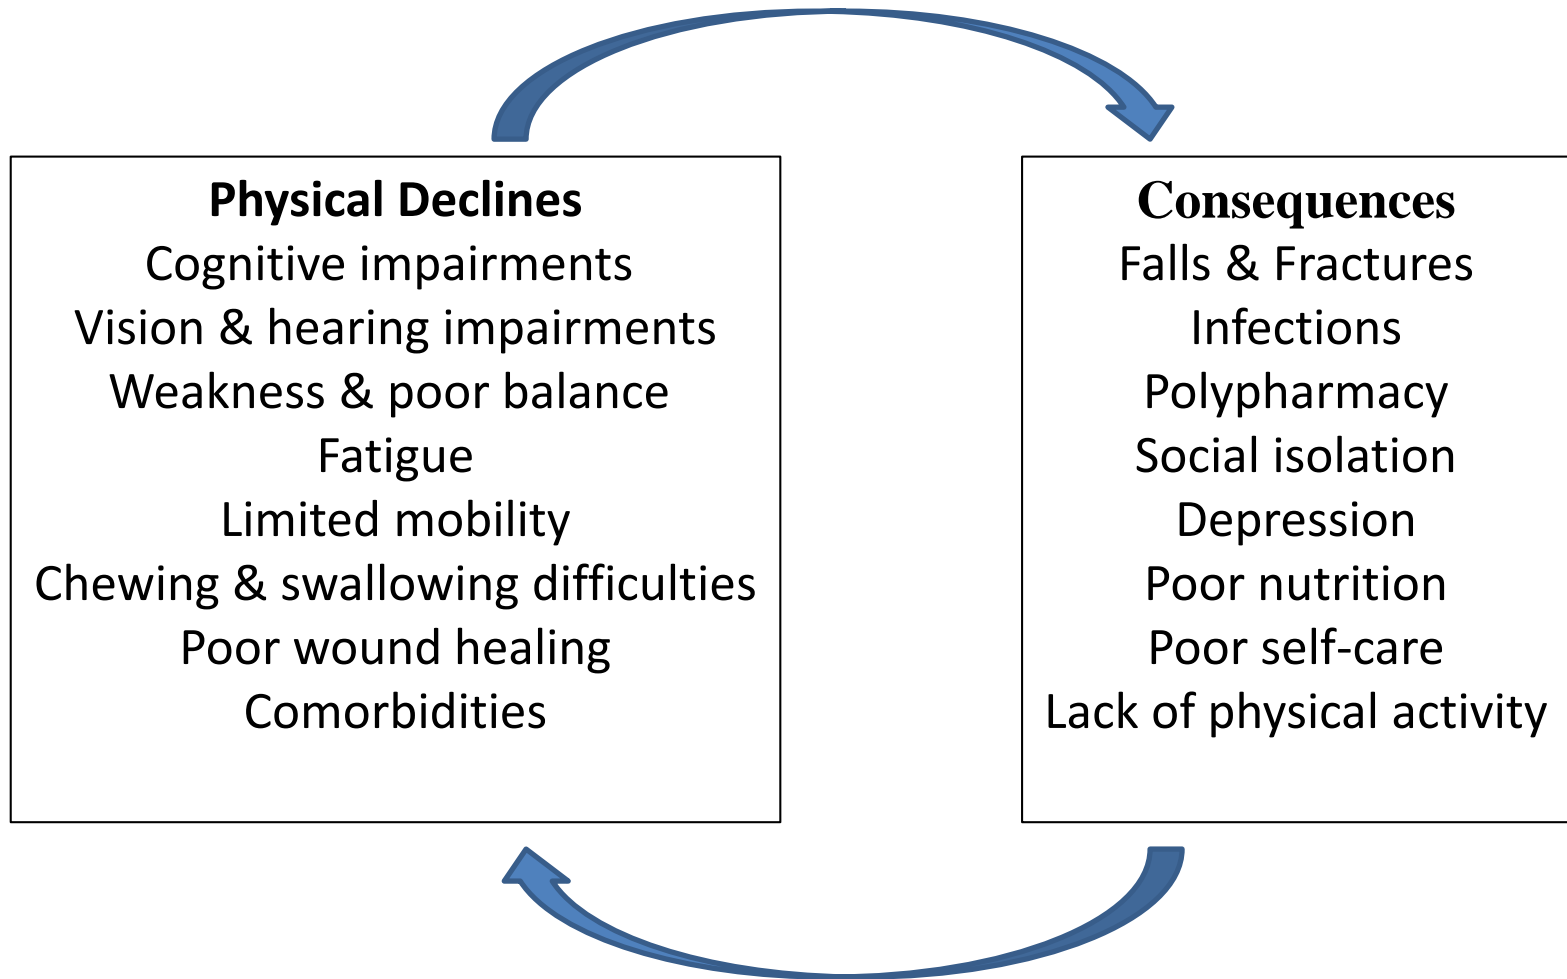 Physical Declines
Cognitive impairments
Vision & hearing impairments
Weakness & poor balance
Fatigue
Limited mobility
Chewing & swallowing difficulties
Poor wound healing
Comorbidities
Consequences
Falls & Fractures
Infections
Polypharmacy
Social isolation
Depression
Poor nutrition
Poor self-care
Lack of physical activity